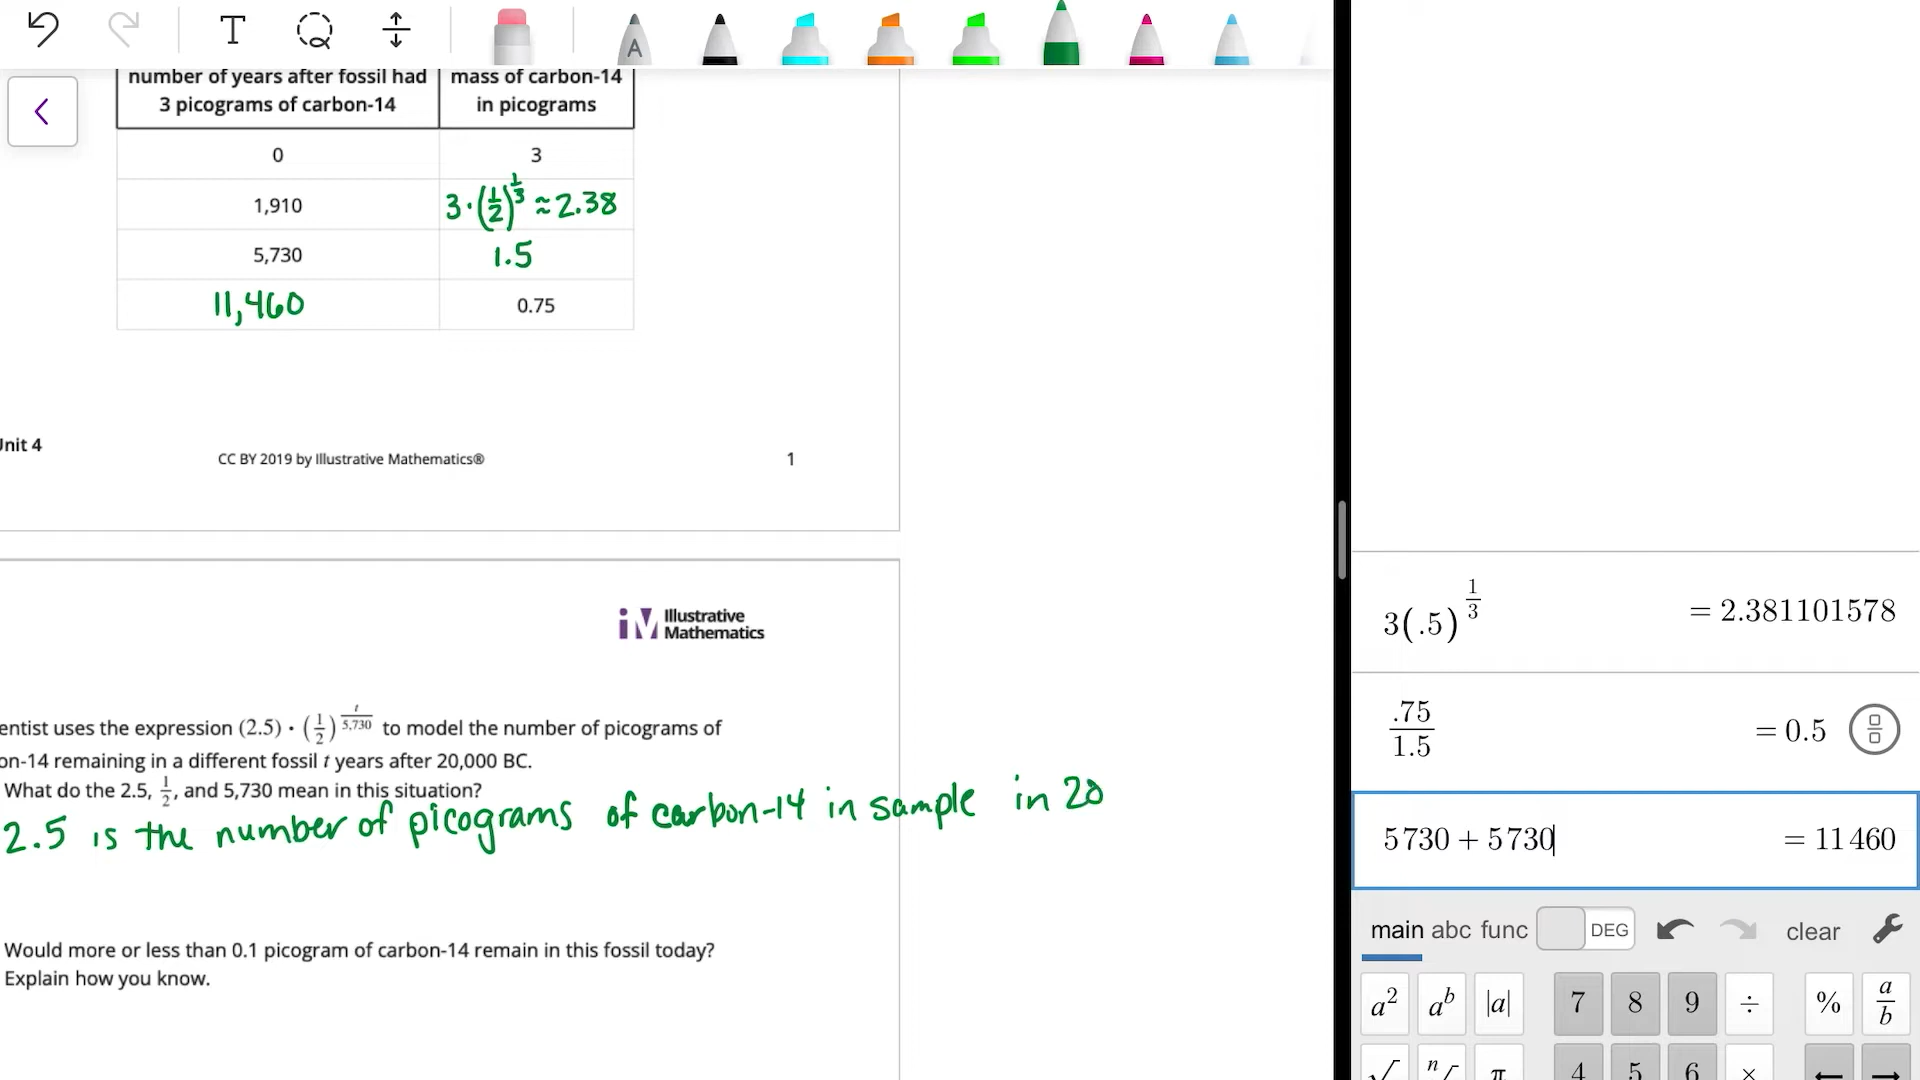 T
A
number of years after fossil had
3 picograms of carbon-14
mass of carbon-14
in picograms
0
3
1,910
3·(1/2)^1/3 ≈2.38
5,730
1.5
11,460
0.75
Unit 4
CC BY 2019 by Illustrative Mathematics®
1
iM Illustrative
Mathematics
entist uses the expression (2.5)·(1/2)^t/5,730 to model the number of picograms of
on-14 remaining in a different fossil t years after 20,000 BC.
What do the 2.5, 1/2, and 5,730 mean in this situation?
2.5 is the number of picograms of carbon-14 in sample in 20
Would more or less than 0.1 picogram of carbon-14 remain in this fossil today?
Explain how you know.
3(.5)^1/3 = 2.381101578
.75/1.5 = 0.5
5730 + 5730 = 11460
main abc func DEG clear
a² a^b |a| 7 8 9 ÷ % a/b
√ ⁿ√ π 4 5 6 × ← →